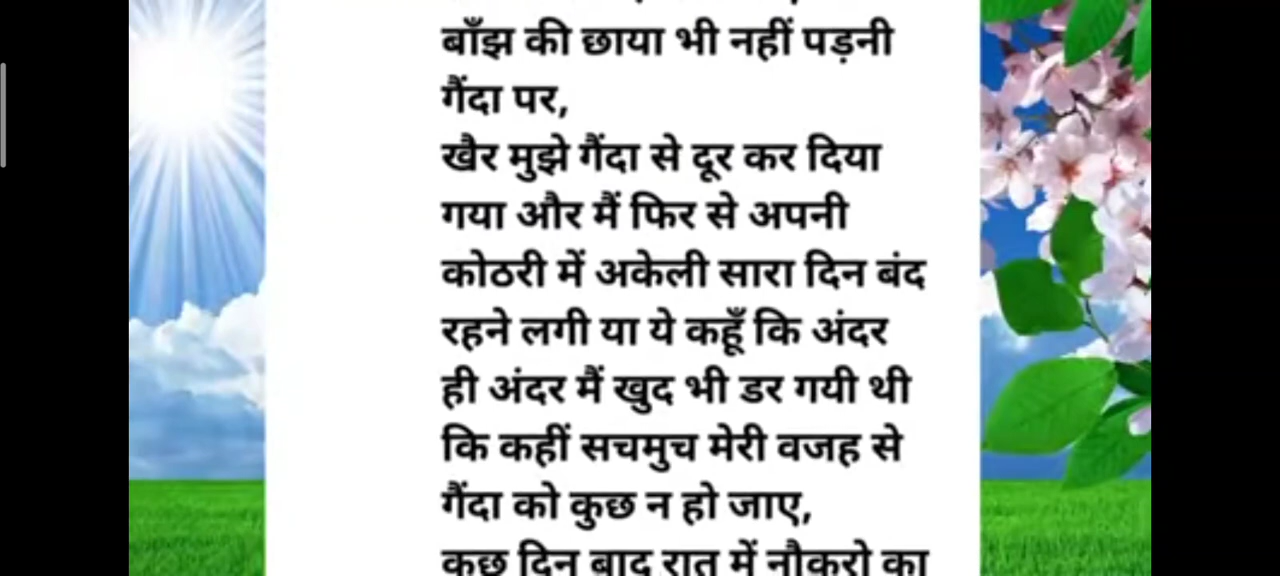 बाँझ की छाया भी नहीं पड़नी
गैंदा पर,
खैर मुझे गैंदा से दूर कर दिया
गया और मैं फिर से अपनी
कोठरी में अकेली सारा दिन बंद
रहने लगी या ये कहूँ कि अंदर
ही अंदर मैं खुद भी डर गयी थी
कि कहीं सचमुच मेरी वजह से
गैंदा को कुछ न हो जाए,
कुछ दिन बाद रात में नौकरो का